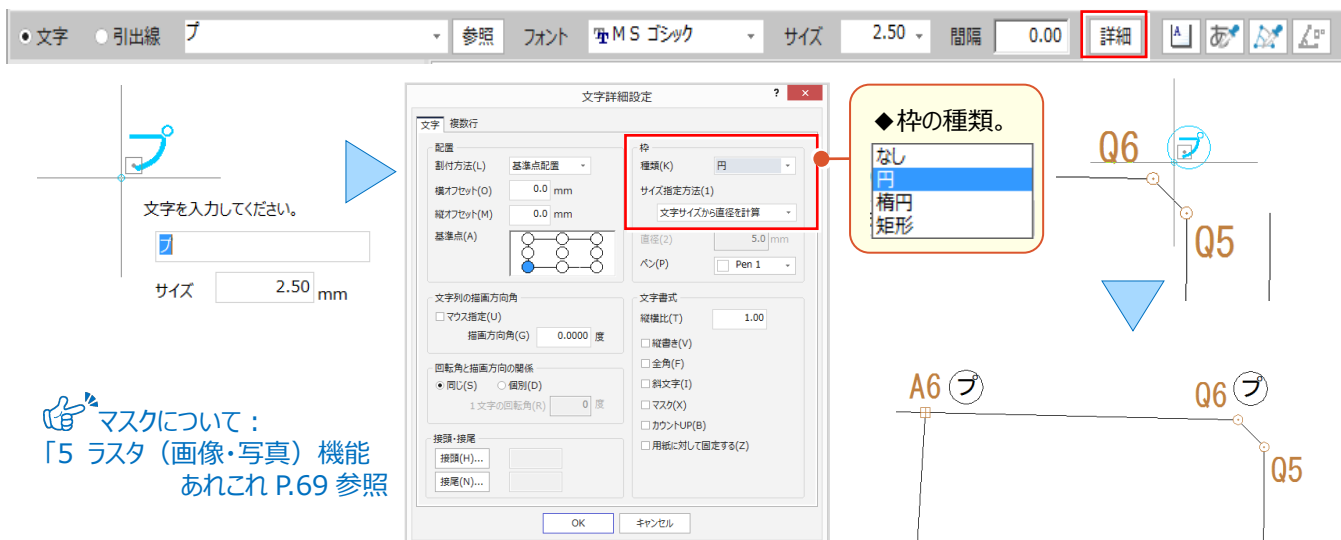 文字 引出線 プ 参照 フォント MS ゴシック サイズ 2.50 間隔 0.00 詳細 A あ
プ
文字を入力してください。
プ
サイズ 2.50 mm
マスクについて：
「5 ラスタ（画像・写真）機能
あれこれ P.69 参照
文字詳細設定 ? ×
文字 複数行
配置
割付方法(L) 基準点配置
横オフセット(O) 0.0 mm
縦オフセット(M) 0.0 mm
基準点(A)
文字列の描画方向角
マウス指定(U)
描画方向角(G) 0.0000 度
回転角と描画方向の関係
同じ(S) 個別(D)
1文字の回転角(R) 0 度
接頭・接尾
接頭(H)...
接尾(N)...
枠
種類(K) 円
サイズ指定方法(1)
文字サイズから直径を計算
直径(2) 5.0 mm
ペン(P) Pen 1
文字書式
縦横比(T) 1.00
縦書き(V)
全角(F)
斜文字(I)
マスク(X)
カウントUP(B)
用紙に対して固定する(Z)
OK キャンセル
◆枠の種類。
なし
円
楕円
矩形
Q6 プ
Q5
A6 プ
Q6 プ
Q5